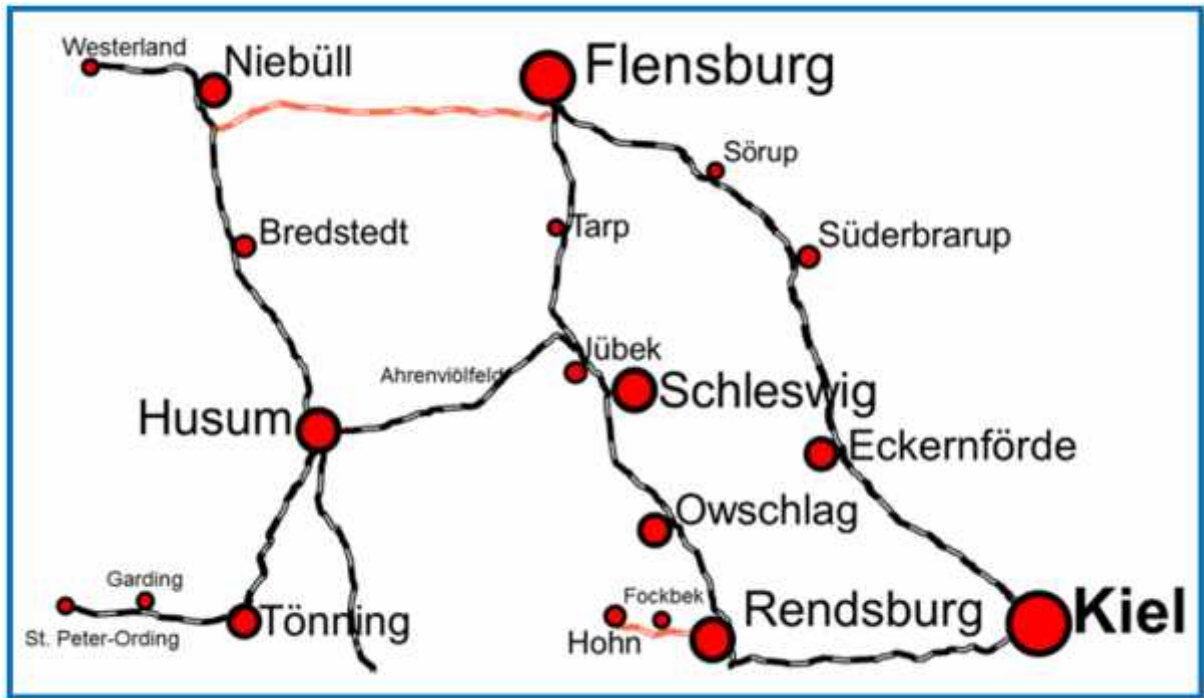 Westerland
Niebüll
Flensburg
Sörup
Bredstedt
Tarp
Süderbrarup
Jübek
Ahrenviölfeld
Schleswig
Husum
Eckernförde
Owschlag
Garding
Fockbek
Rendsburg
Kiel
Tönning
St. Peter-Ording
Hohn